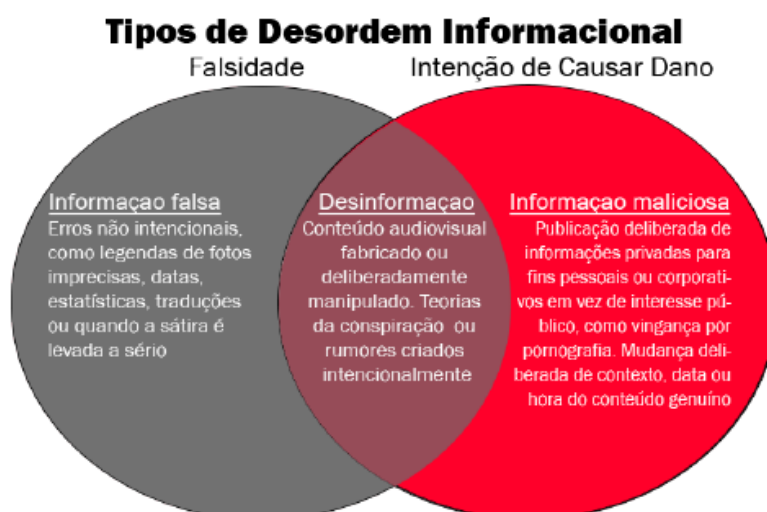 Tipos de Desordem Informacional
Falsidade
Intenção de Causar Dano
Informaçao falsa
Erros não intencionais,
como legendas de fotos
imprecisas, datas,
estatísticas, traduções
ou quando a sátira é
levada a sério
Desinformaçao
Conteúdo audiovisual
fabricado ou
deliberadamente
manipulado. Teorias
da conspiração ou
rumores criados
intencionalmente
Informaçao maliciosa
Publicação deliberada de
informações privadas para
fins pessoais ou corporati-
vos em vez de interesse pú-
blico, como vingança por
pornografia. Mudança deli-
berada de contexto, data ou
hora do conteúdo genuíno